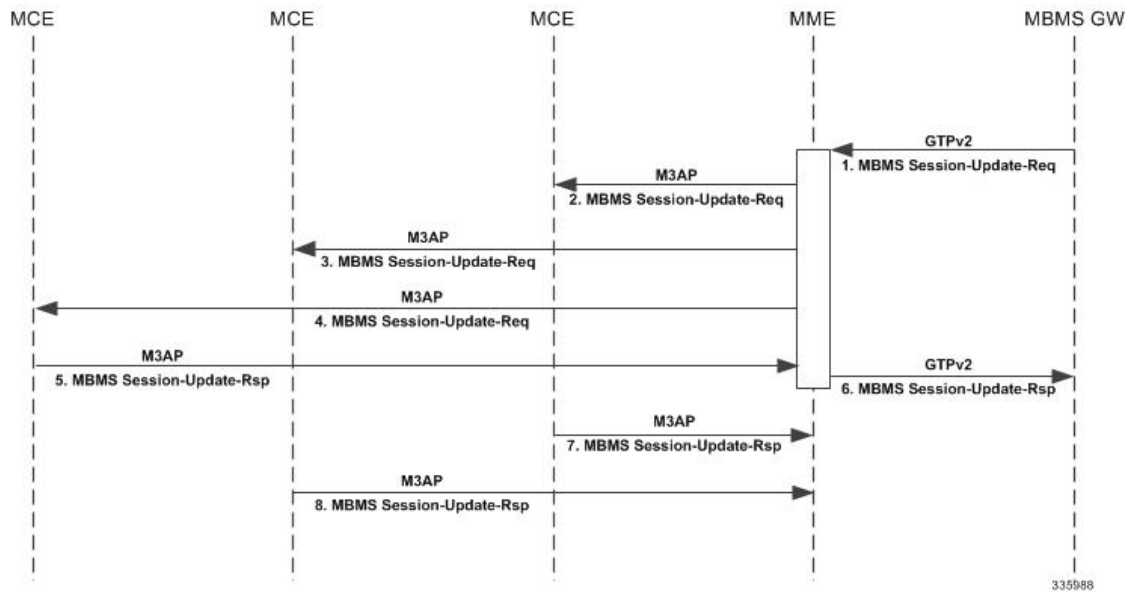 MCE
MCE
MCE
MME
MBMS GW
GTPv2
1. MBMS Session-Update-Req
M3AP
2. MBMS Session-Update-Req
M3AP
3. MBMS Session-Update-Req
M3AP
4. MBMS Session-Update-Req
M3AP
5. MBMS Session-Update-Rsp
GTPv2
6. MBMS Session-Update-Rsp
M3AP
7. MBMS Session-Update-Rsp
M3AP
8. MBMS Session-Update-Rsp
335988